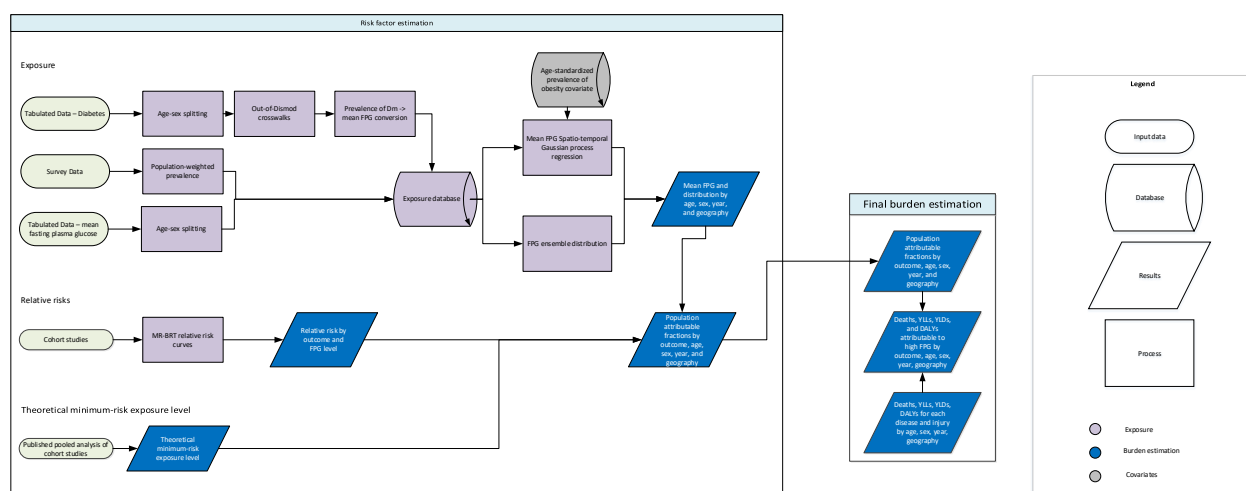 Risk factor estimation
Exposure
Tabulated Data – Diabetes
Age-sex splitting
Out-of-Dismod
crosswalks
Prevalence of Dm ->
mean FPG conversion
Age-standardized
prevalence of
obesity covariate
Survey Data
Population-weighted
prevalence
Mean FPG Spatio-temporal
Gaussian process
regression
Exposure database
Mean FPG and
distribution by
age, sex, year,
and geography
Tabulated Data – mean
fasting plasma glucose
Age-sex splitting
FPG ensemble distribution
Relative risks
Cohort studies
MR-BRT relative risk
curves
Relative risk by
outcome and
FPG level
Population
attributable
fractions by
outcome, age,
sex, year, and
geography
Theoretical minimum-risk exposure level
Published pooled analysis of
cohort studies
Theoretical
minimum-risk
exposure level
Final burden estimation
Population
attributable
fractions by
outcome, age, sex,
year, and
geography
Deaths, YLLs, YLDs,
and DALYs
attributable to
high FPG by
outcome, age, sex,
year, geography
Deaths, YLLs, YLDs,
DALYs for each
disease and injury
by age, sex, year,
geography
Legend
Input data
Database
Results
Process
Exposure
Burden estimation
Covariates